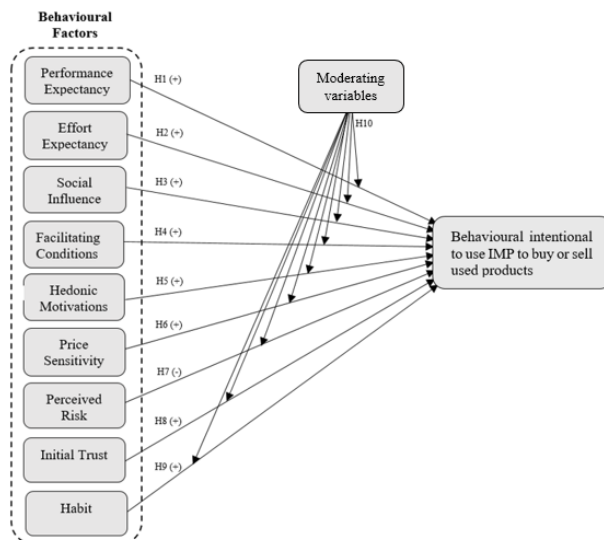 Behavioural
Factors
Performance
Expectancy
H1 (+)
Moderating
variables
H10
Effort
Expectancy
H2 (+)
Social
Influence
H3 (+)
Facilitating
Conditions
H4 (+)
Behavioural intentional
to use IMP to buy or sell
used products
Hedonic
Motivations
H5 (+)
Price
Sensitivity
H6 (+)
Perceived
Risk
H7 (-)
Initial Trust
H8 (+)
Habit
H9 (+)